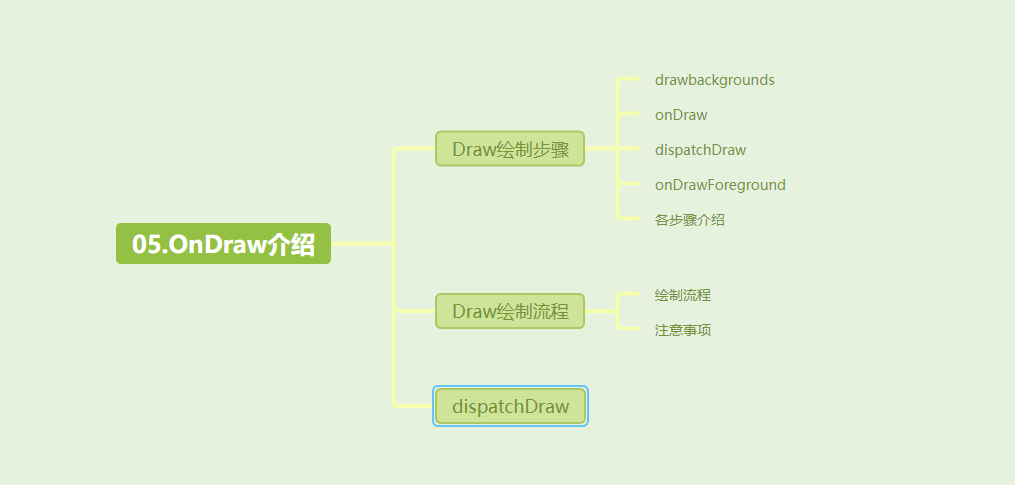 05.OnDraw介绍
Draw绘制步骤
drawbackgrounds
onDraw
dispatchDraw
onDrawForeground
各步骤介绍
Draw绘制流程
绘制流程
注意事项
dispatchDraw